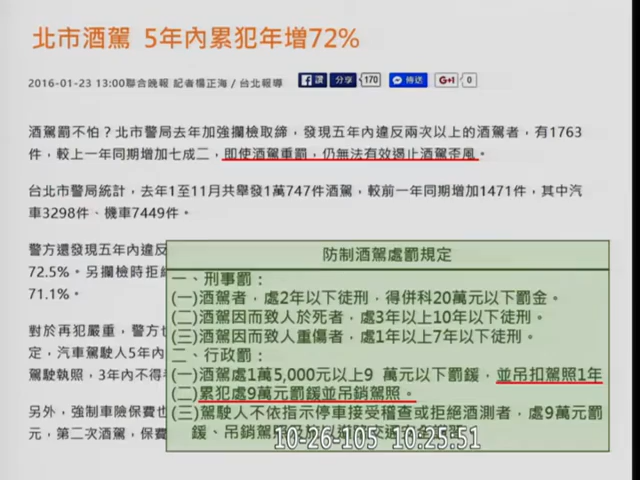 北市酒駕 5年內累犯年增72%
2016-01-23 13:00聯合晚報 記者楊正海╱台北報導
讚 分享 170 傳送 G+1 0
酒駕罰不怕？北市警局去年加強攔檢取締，發現五年內違反兩次以上的酒駕者，有1763
件，較上一年同期增加七成二，即使酒駕重罰，仍無法有效遏止酒駕歪風。
台北市警局統計，去年1至11月共舉發1萬747件酒駕，較前一年同期增加1471件，其中汽
車3298件、機車7449件。
警方還發現五年內違反
72.5%。另攔檢時拒絕
71.1%。
對於再犯嚴重，警方也
定，汽車駕駛人5年內
駕駛執照，3年內不得
另外，強制車險保費也
元，第二次酒駕，保費
防制酒駕處罰規定
一、刑事罰：
(一)酒駕者，處2年以下徒刑，得併科20萬元以下罰金。
(二)酒駕因而致人於死者，處3年以上10年以下徒刑。
(三)酒駕因而致人重傷者，處1年以上7年以下徒刑。
二、行政罰：
(一)酒駕處1萬5,000元以上9 萬元以下罰鍰，並吊扣駕照1年
(二)累犯處9萬元罰鍰並吊銷駕照。
(三)駕駛人不依指示停車接受稽查或拒絕酒測者，處9萬元罰
鍰、吊銷駕照
10-26-105 10:25:51